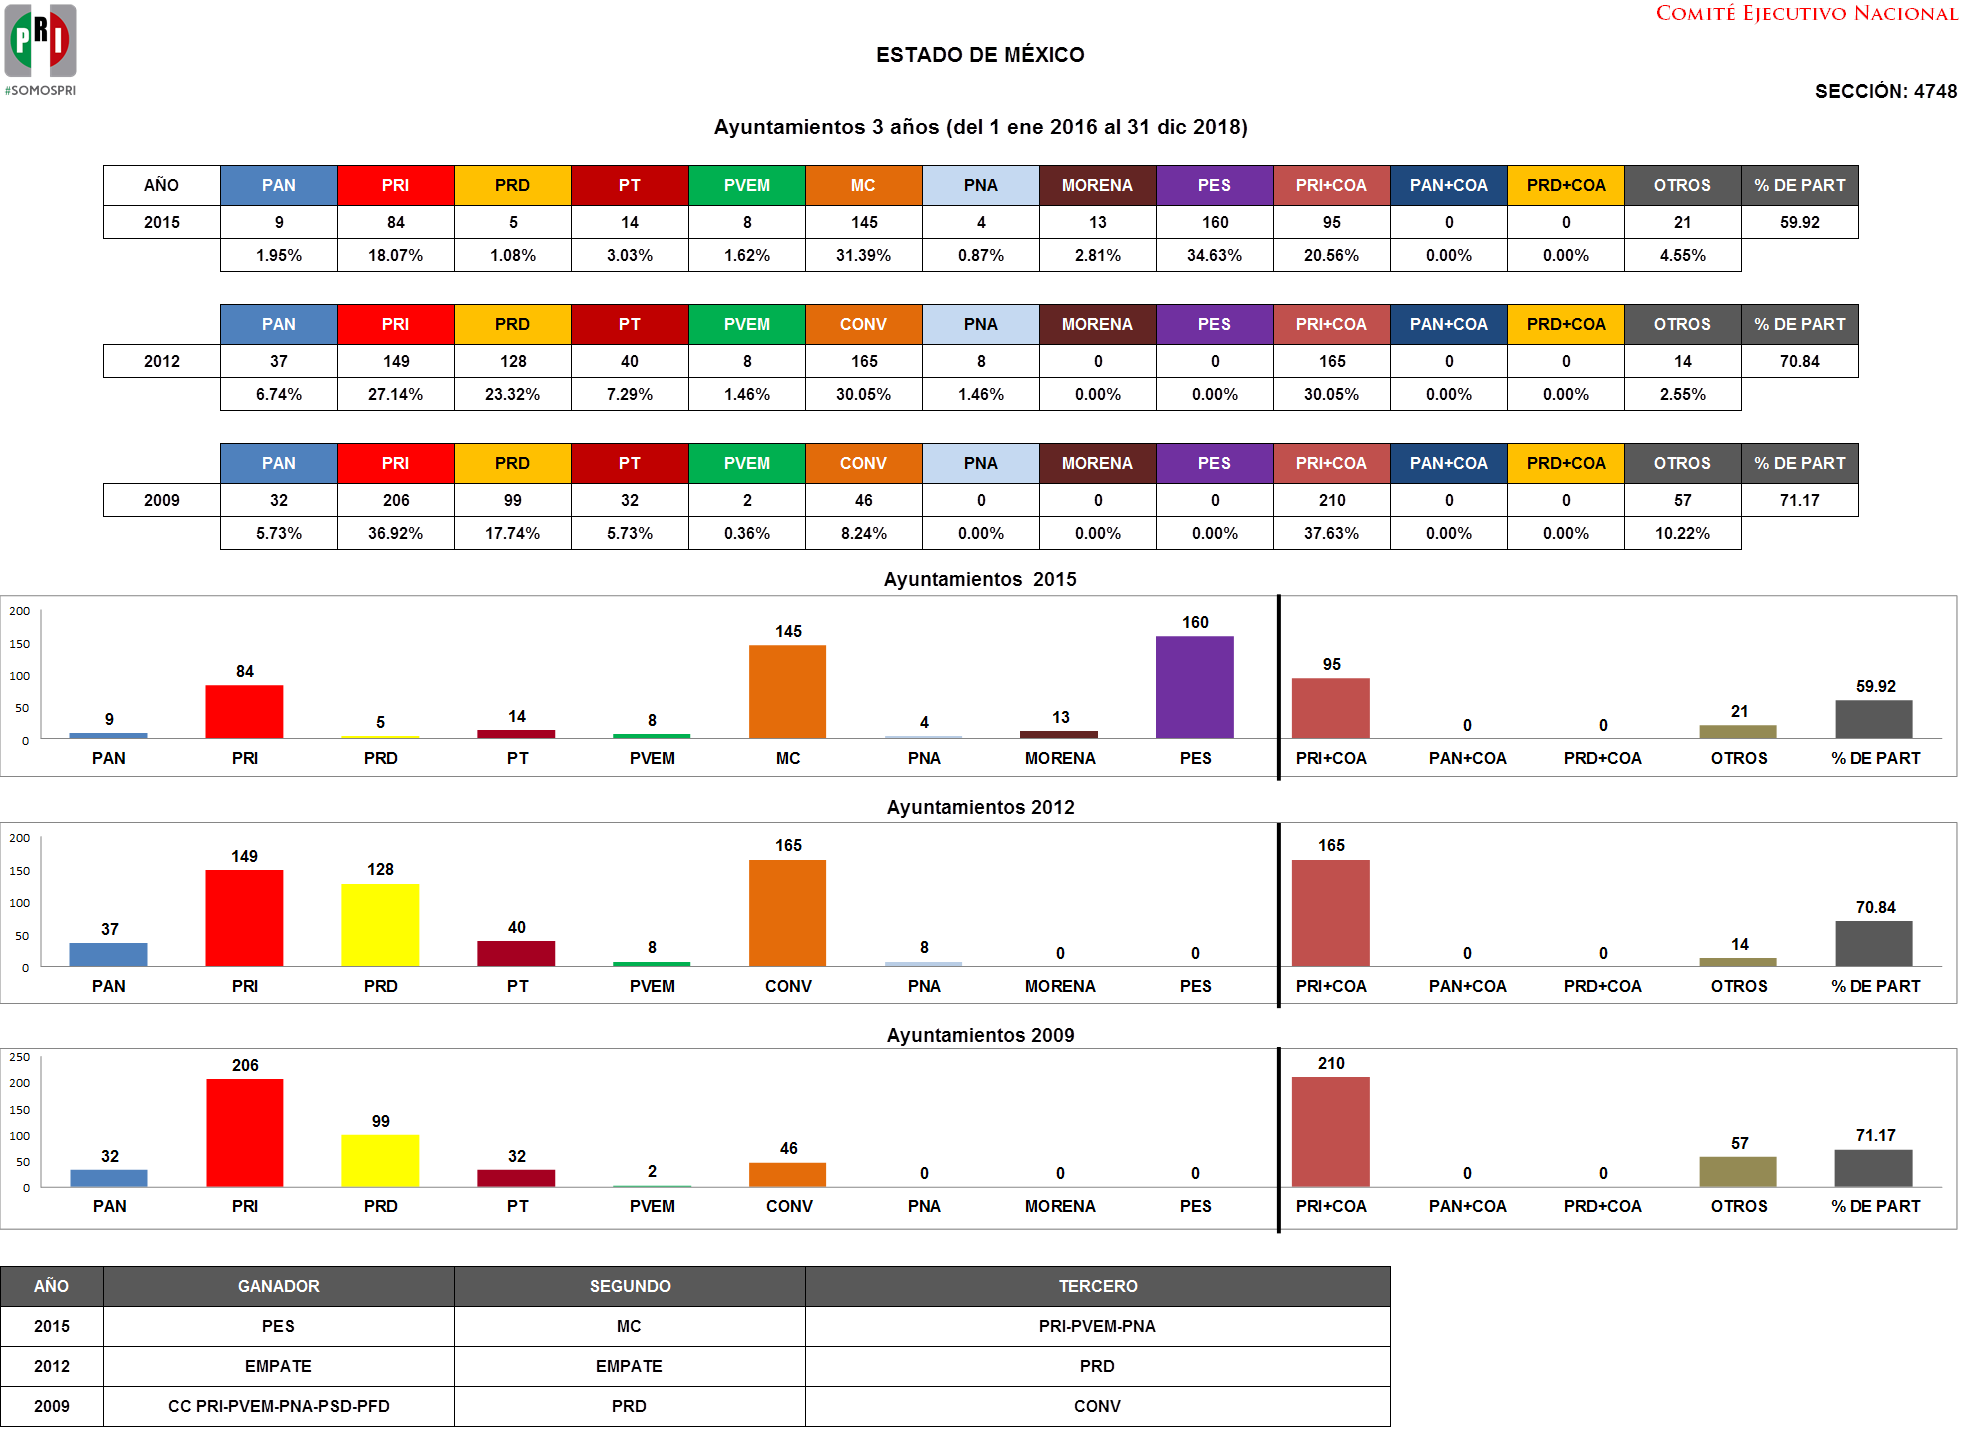 PRI
#SOMOSPRI
COMITÉ EJECUTIVO NACIONAL
ESTADO DE MÉXICO
SECCIÓN: 4748
Ayuntamientos 3 años (del 1 ene 2016 al 31 dic 2018)
AÑO PAN PRI PRD PT PVEM MC PNA MORENA PES PRI+COA PAN+COA PRD+COA OTROS % DE PART
2015 9 84 5 14 8 145 4 13 160 95 0 0 21 59.92
1.95% 18.07% 1.08% 3.03% 1.62% 31.39% 0.87% 2.81% 34.63% 20.56% 0.00% 0.00% 4.55%
PAN PRI PRD PT PVEM CONV PNA MORENA PES PRI+COA PAN+COA PRD+COA OTROS % DE PART
2012 37 149 128 40 8 165 8 0 0 165 0 0 14 70.84
6.74% 27.14% 23.32% 7.29% 1.46% 30.05% 1.46% 0.00% 0.00% 30.05% 0.00% 0.00% 2.55%
PAN PRI PRD PT PVEM CONV PNA MORENA PES PRI+COA PAN+COA PRD+COA OTROS % DE PART
2009 32 206 99 32 2 46 0 0 0 210 0 0 57 71.17
5.73% 36.92% 17.74% 5.73% 0.36% 8.24% 0.00% 0.00% 0.00% 37.63% 0.00% 0.00% 10.22%
Ayuntamientos 2015
200
150
100
50
0
9 84 5 14 8 145 4 13 160 95 0 0 21 59.92
PAN PRI PRD PT PVEM MC PNA MORENA PES PRI+COA PAN+COA PRD+COA OTROS % DE PART
Ayuntamientos 2012
200
150
100
50
0
37 149 128 40 8 165 8 0 0 165 0 0 14 70.84
PAN PRI PRD PT PVEM CONV PNA MORENA PES PRI+COA PAN+COA PRD+COA OTROS % DE PART
Ayuntamientos 2009
250
200
150
100
50
0
32 206 99 32 2 46 0 0 0 210 0 0 57 71.17
PAN PRI PRD PT PVEM CONV PNA MORENA PES PRI+COA PAN+COA PRD+COA OTROS % DE PART
AÑO GANADOR SEGUNDO TERCERO
2015 PES MC PRI-PVEM-PNA
2012 EMPATE EMPATE PRD
2009 CC PRI-PVEM-PNA-PSD-PFD PRD CONV